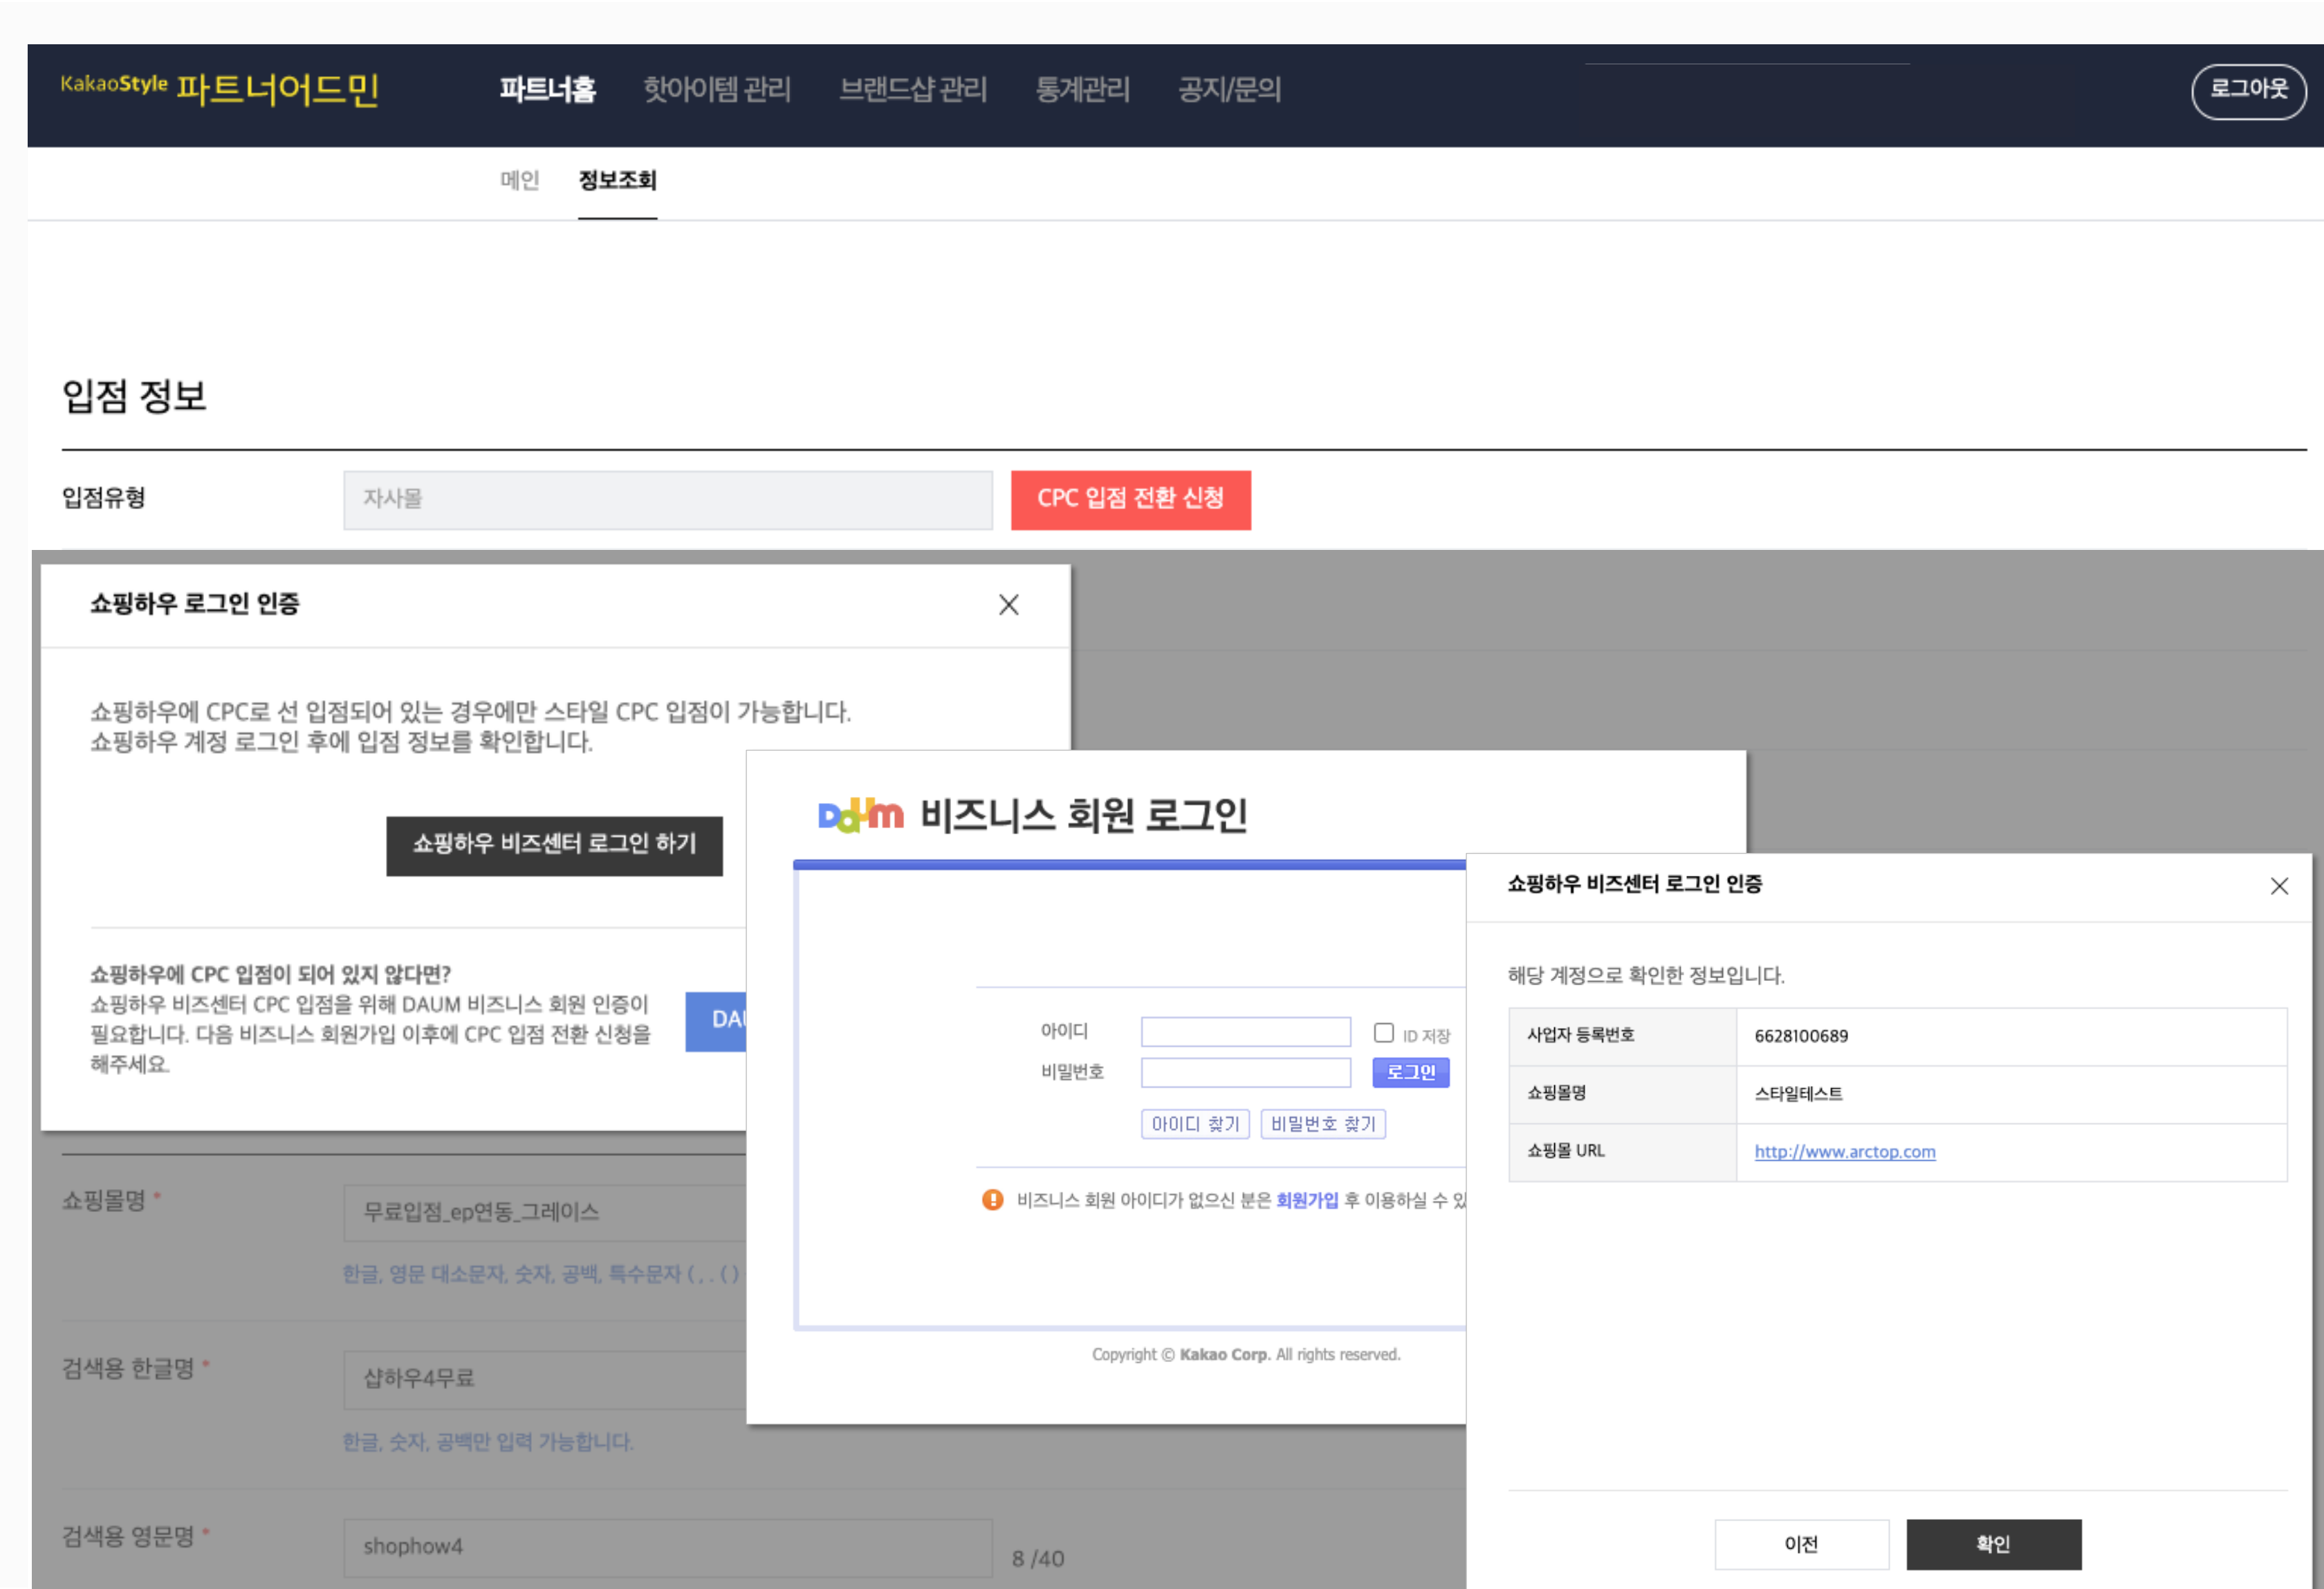 KakaoStyle 파트너어드민 파트너홈 핫아이템 관리 브랜드샵 관리 통계관리 공지/문의 로그아웃
메인 정보조회
입점 정보
입점유형 자사몰 CPC 입점 전환 신청
쇼핑하우 로그인 인증
쇼핑하우에 CPC로 선 입점되어 있는 경우에만 스타일 CPC 입점이 가능합니다.
쇼핑하우 계정 로그인 후에 입점 정보를 확인합니다.
쇼핑하우 비즈센터 로그인 하기
쇼핑하우에 CPC 입점이 되어 있지 않다면?
쇼핑하우 비즈센터 CPC 입점을 위해 DAUM 비즈니스 회원 인증이
필요합니다. 다음 비즈니스 회원가입 이후에 CPC 입점 전환 신청을
해주세요.
Daum 비즈니스 회원 로그인
아이디 ID 저장
비밀번호 로그인
아이디 찾기 비밀번호 찾기
비즈니스 회원 아이디가 없으신 분은 회원가입 후 이용하실 수 있
Copyright © Kakao Corp. All rights reserved.
쇼핑하우 비즈센터 로그인 인증
해당 계정으로 확인한 정보입니다.
사업자 등록번호 6628100689
쇼핑몰명 스타일테스트
쇼핑몰 URL http://www.arctop.com
이전 확인
쇼핑몰명 * 무료입점_ep연동_그레이스
한글, 영문 대소문자, 숫자, 공백, 특수문자 ( , . ( )
검색용 한글명 * 샵하우4무료
한글, 숫자, 공백만 입력 가능합니다.
검색용 영문명 * shophow4 8 /40